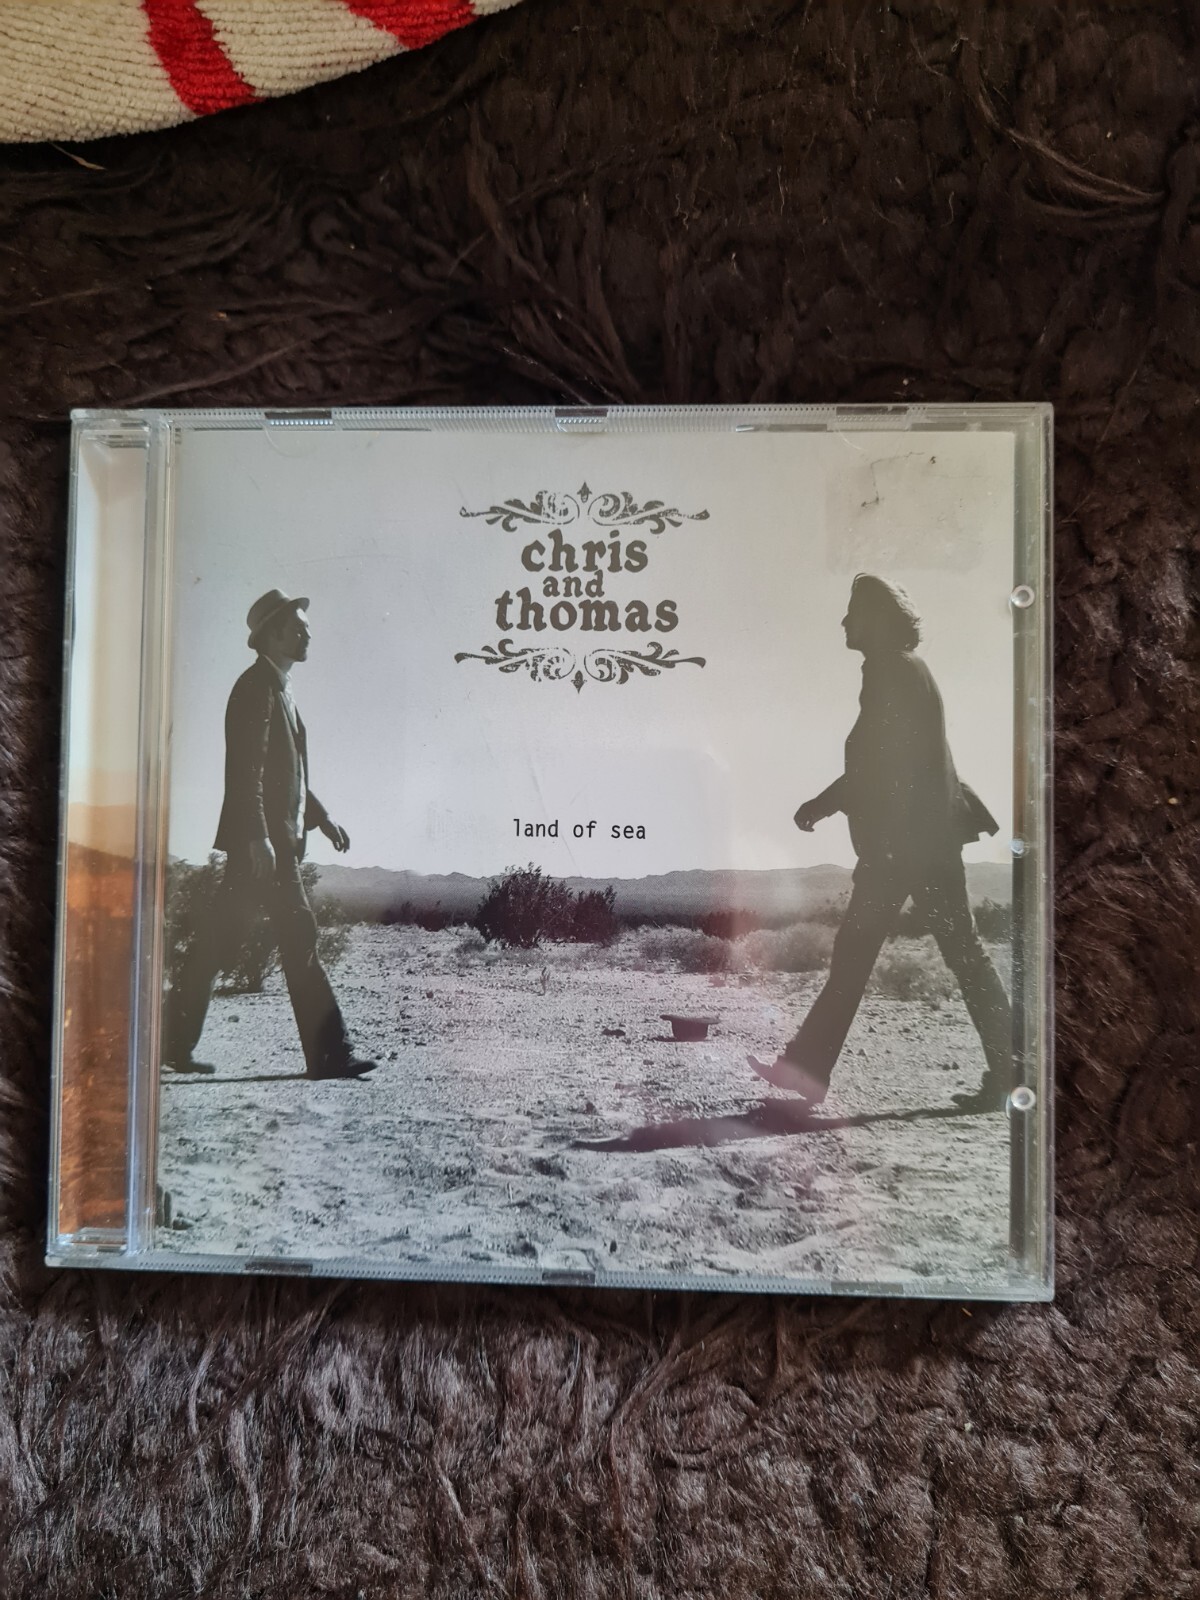 chris
and
thomas
land of sea